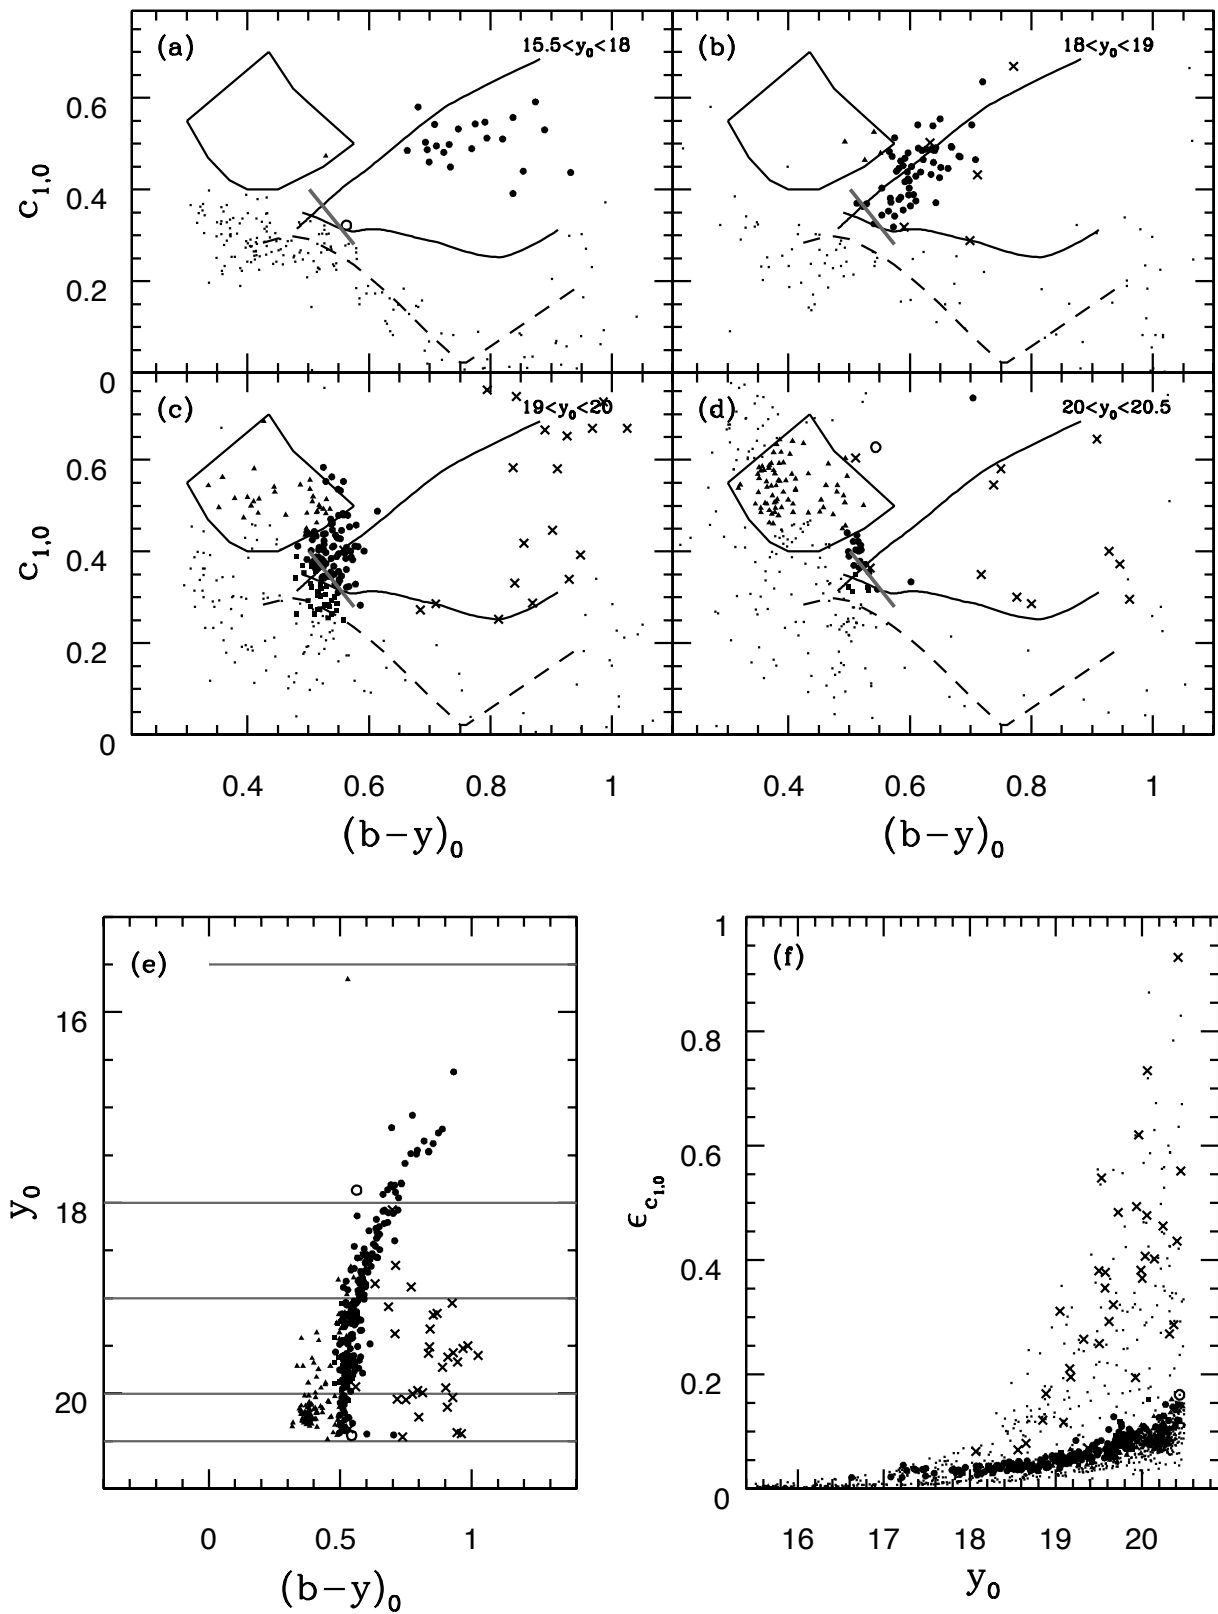 (a) 15.5<y₀<18
(b) 18<y₀<19
c₁,₀
0.6
0.4
0.2
0
(c) 19<y₀<20
(d) 20<y₀<20.5
c₁,₀
0.6
0.4
0.2
0
0.4 0.6 0.8 1
0.4 0.6 0.8 1
(b−y)₀
(b−y)₀
(e)
y₀
16
18
20
0 0.5 1
(b−y)₀
(f)
ϵ c₁,₀
1
0.8
0.6
0.4
0.2
0
16 17 18 19 20
y₀